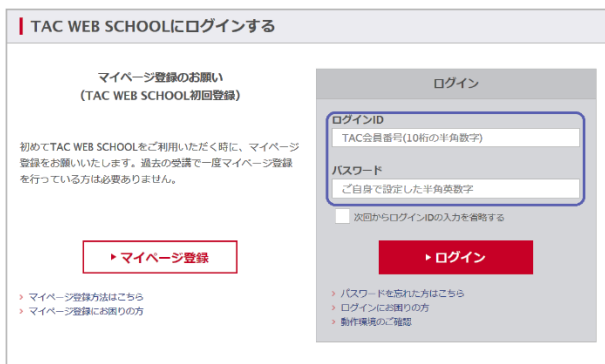 TAC WEB SCHOOLにログインする
マイページ登録のお願い
(TAC WEB SCHOOL初回登録)
初めてTAC WEB SCHOOLをご利用いただく時に、マイページ
登録をお願いいたします。過去の受講で一度マイページ登録
を行っている方は必要ありません。
マイページ登録
マイページ登録方法はこちら
マイページ登録にお困りの方
ログイン
ログインID
TAC会員番号(10桁の半角数字)
パスワード
ご自身で設定した半角英数字
次回からログインIDの入力を省略する
ログイン
パスワードを忘れた方はこちら
ログインにお困りの方
動作環境のご確認